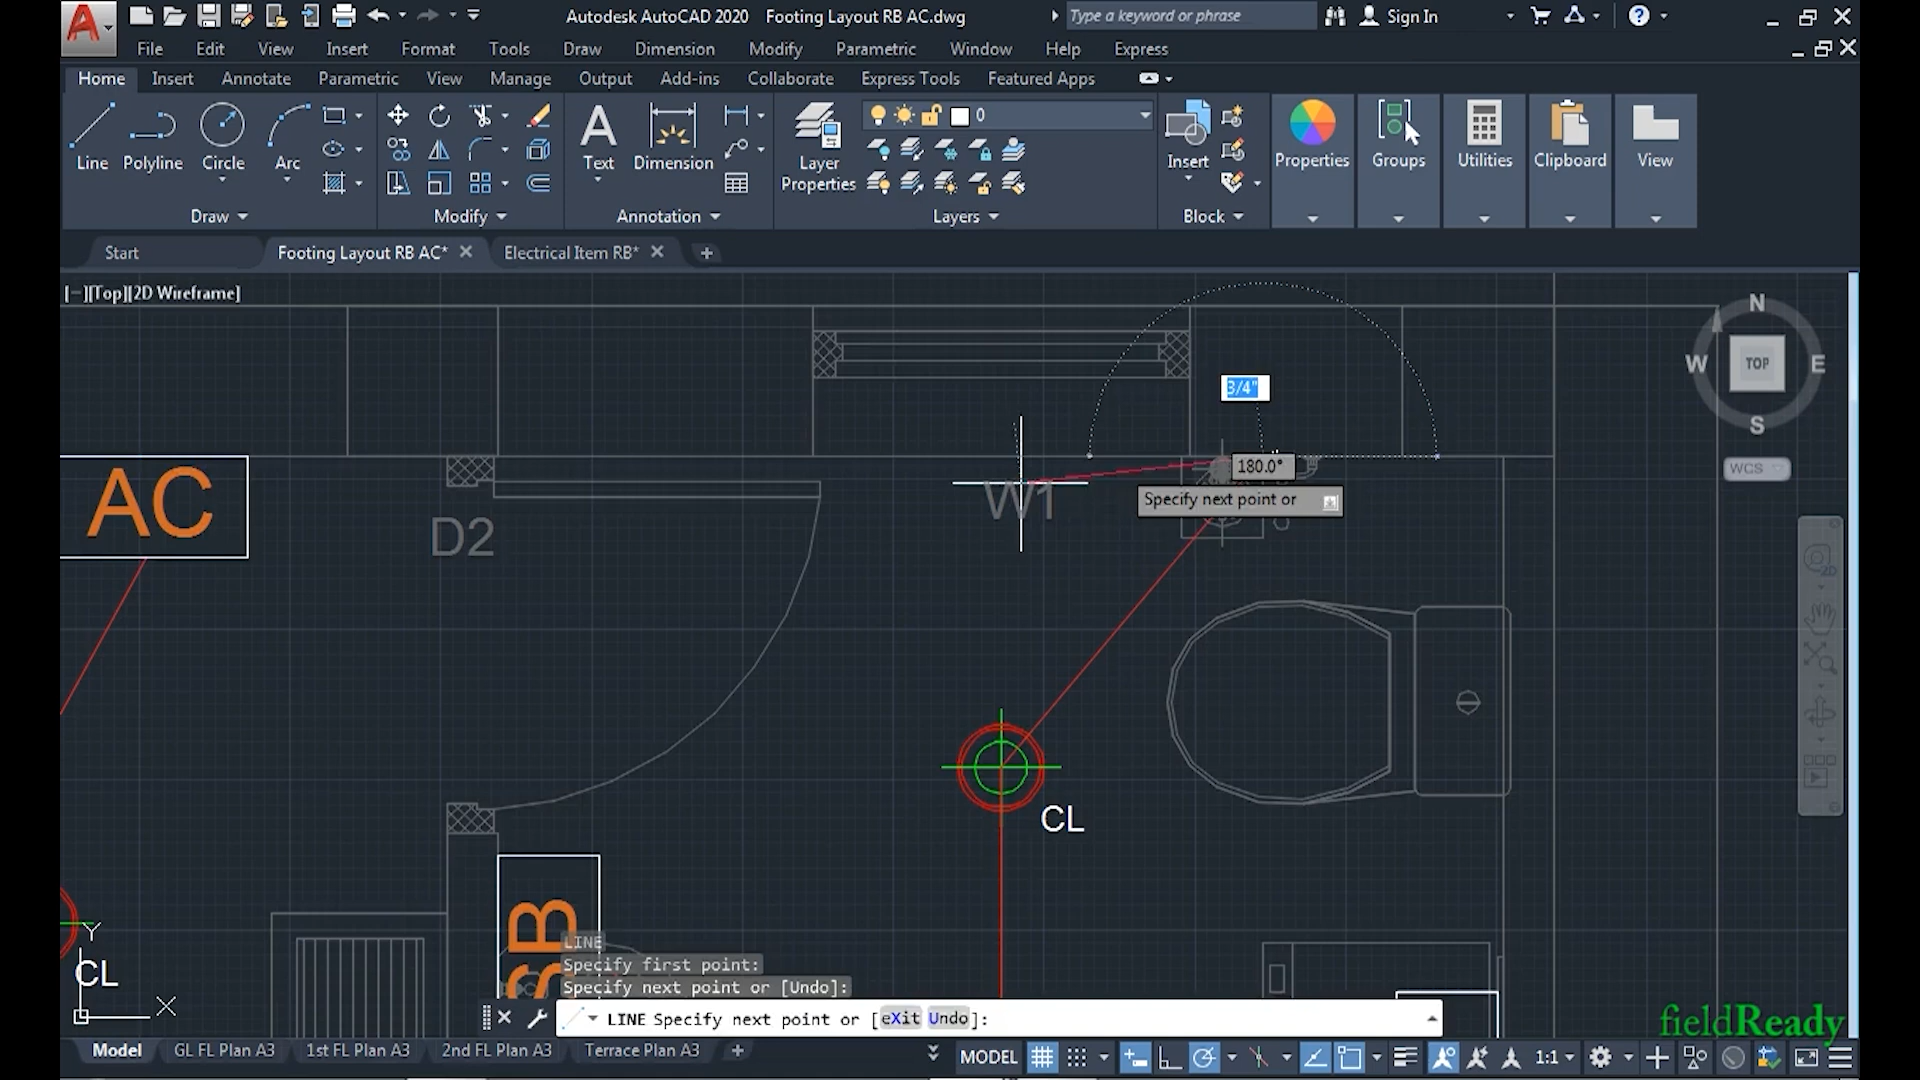 Autodesk AutoCAD 2020 Footing Layout RB AC.dwg
Type a keyword or phrase
Sign In
File Edit View Insert Format Tools Draw Dimension Modify Parametric Window Help Express
Home Insert Annotate Parametric View Manage Output Add-ins Collaborate Express Tools Featured Apps
0
Line Polyline Circle Arc
Text Dimension
Layer Properties
Insert
Properties Groups Utilities Clipboard View
Draw Modify Annotation Layers Block
Start Footing Layout RB AC* Electrical Item RB*
[−][Top][2D Wireframe]
N
W TOP E
S
WCS
3/4"
180.0°
Specify next point or
AC
D2
W1
CL
SB
CL
Y
X
LINE
Specify first point:
Specify next point or [Undo]:
LINE Specify next point or [eXit Undo]:
fieldReady
Model GL FL Plan A3 1st FL Plan A3 2nd FL Plan A3 Terrace Plan A3
MODEL 1:1